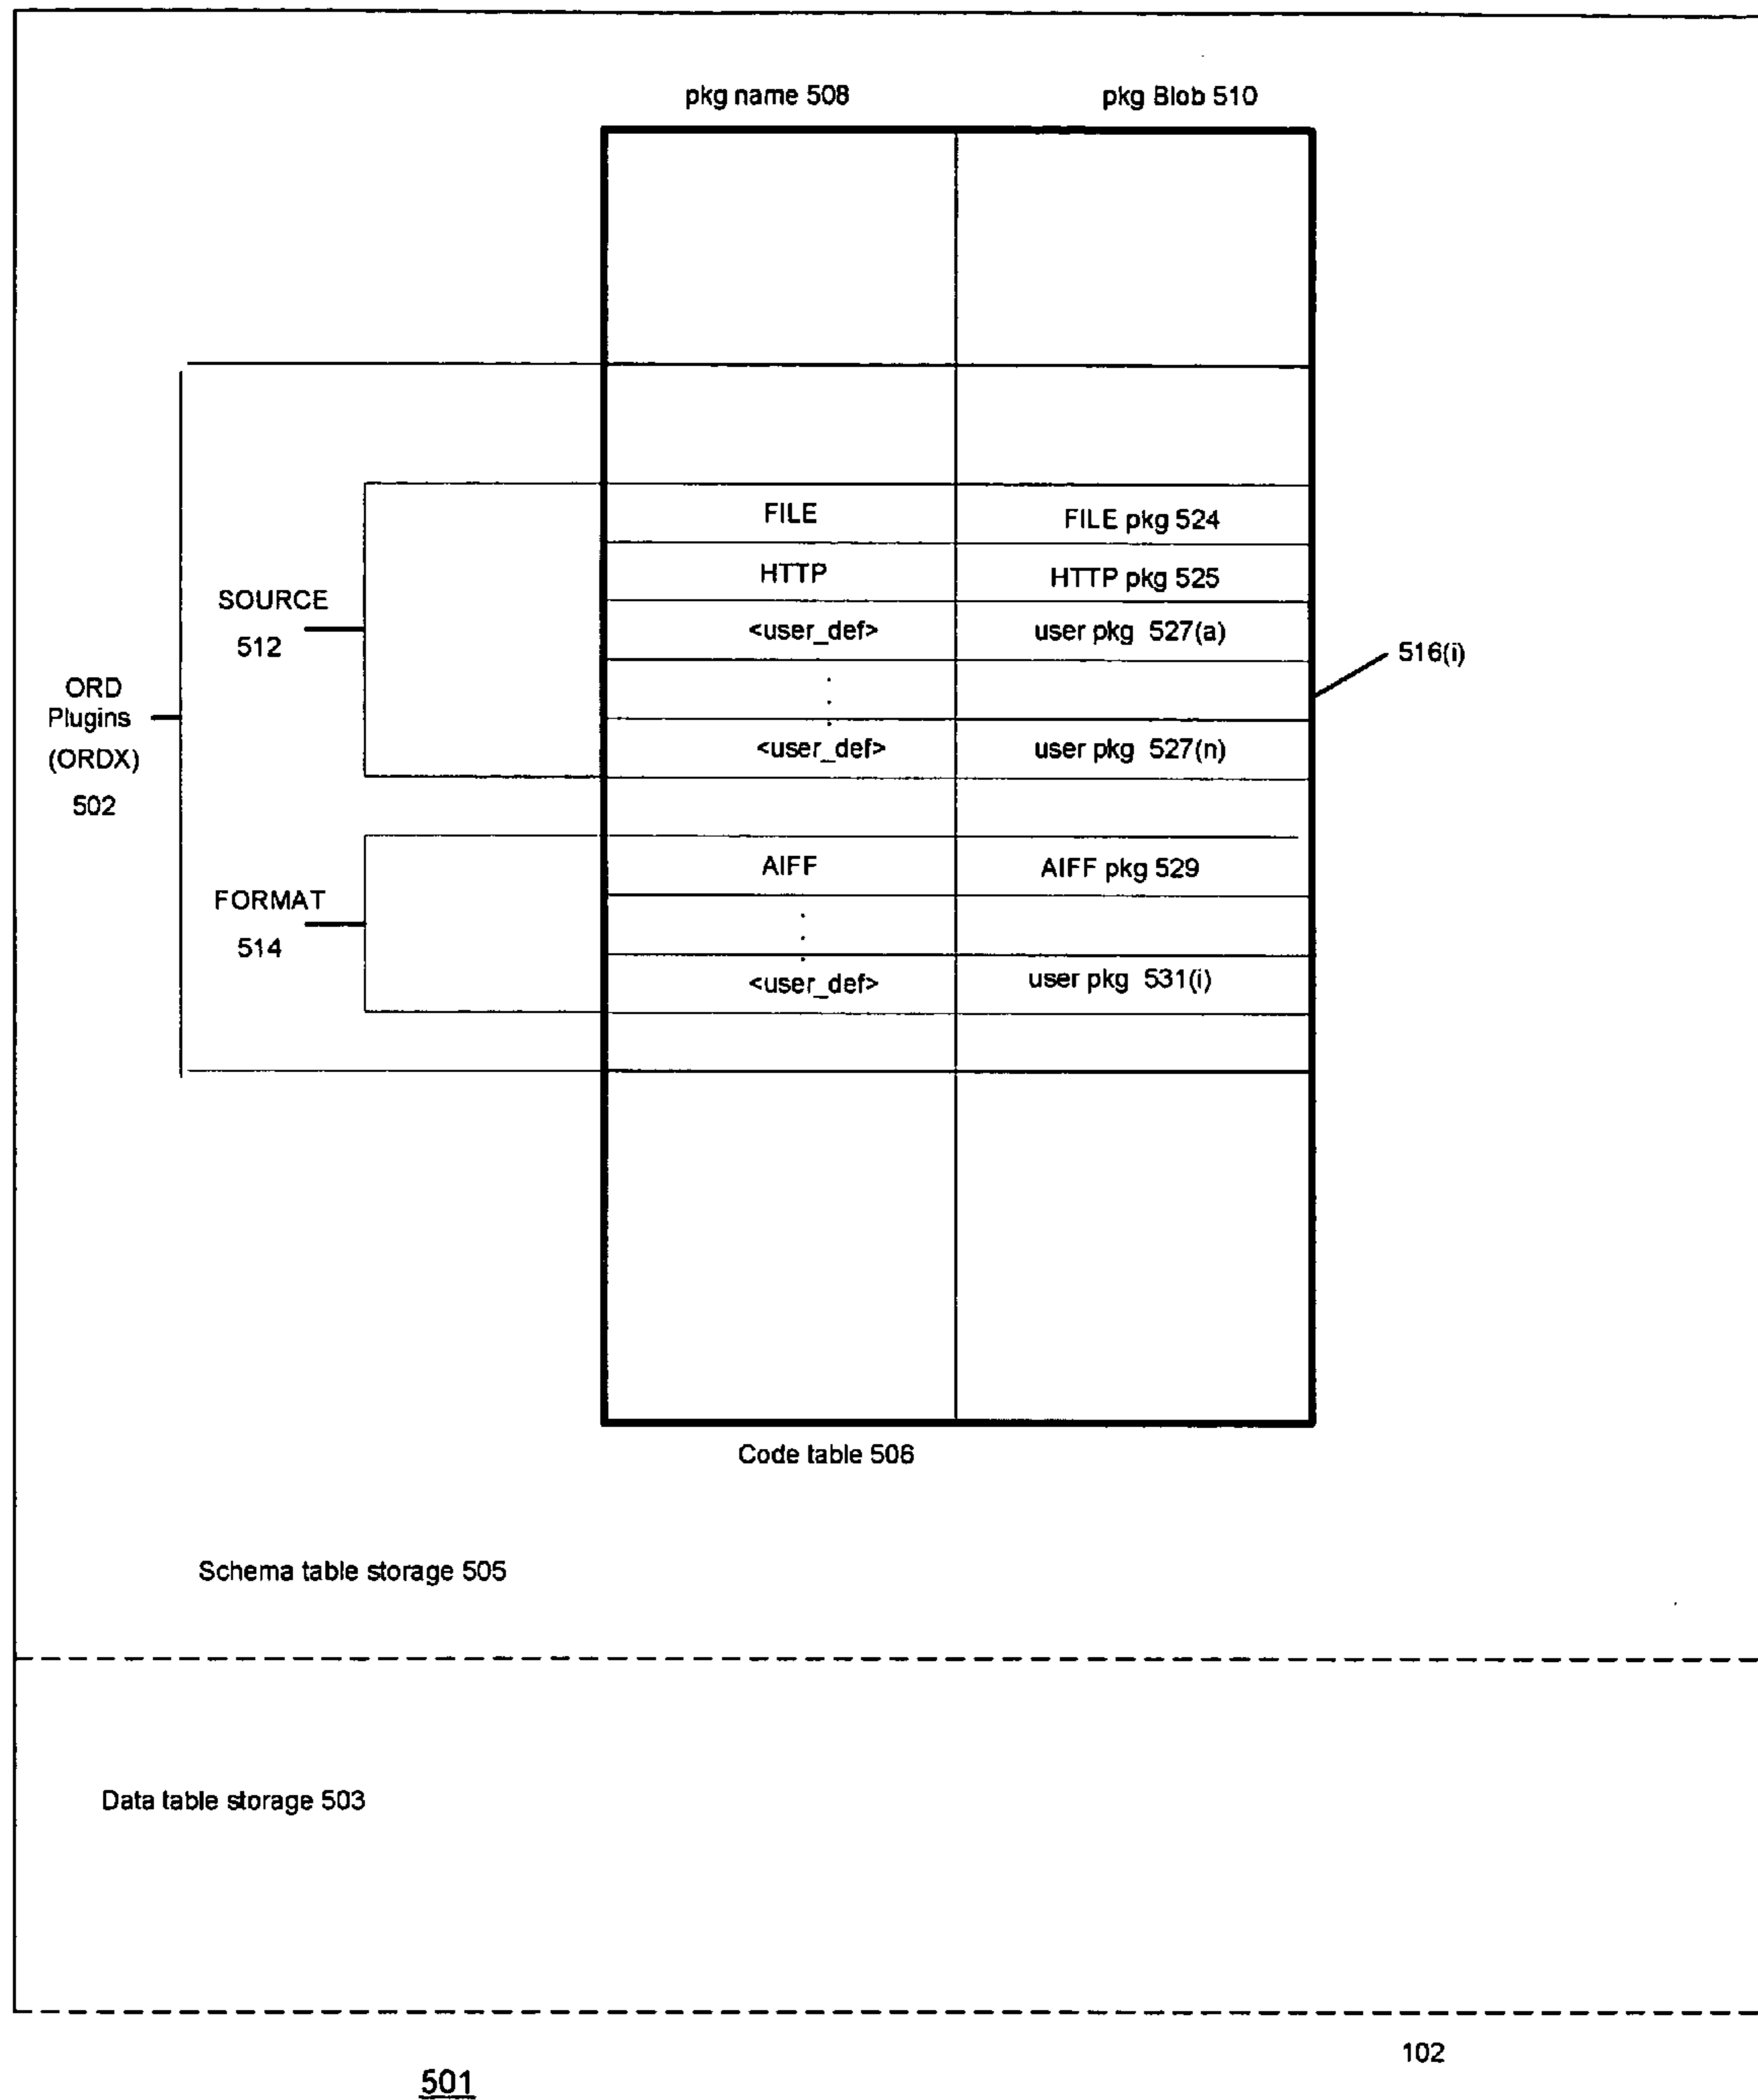 pkg name 508 pkg Blob 510
FILE FILE pkg 524
HTTP HTTP pkg 525
SOURCE
512
<user_def> user pkg 527(a)
516(i)
ORD
Plugins
(ORDX)
502
<user_def> user pkg 527(n)
AIFF AIFF pkg 529
FORMAT
514
<user_def> user pkg 531(i)
Code table 506
Schema table storage 505
Data table storage 503
102
501